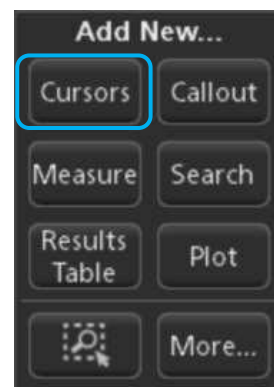 Add New...
Cursors Callout
Measure Search
Results Table Plot
More...